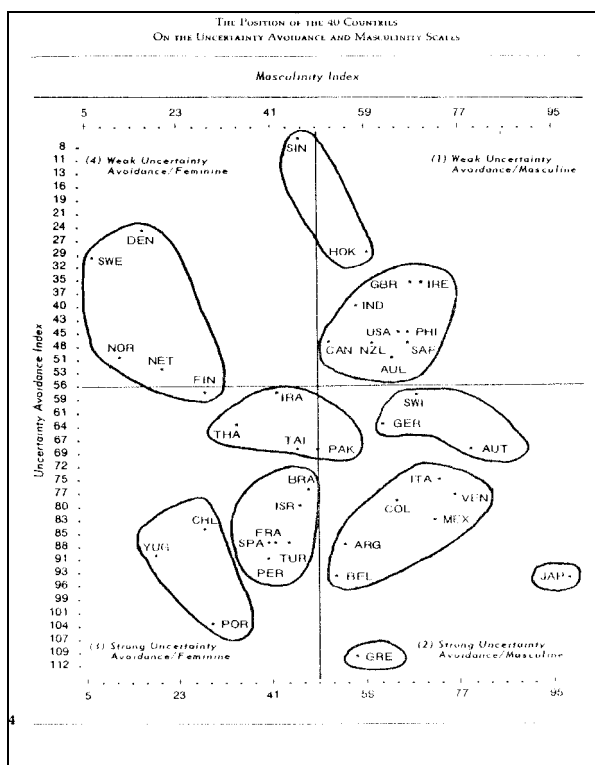 THE POSITION OF THE 40 COUNTRIES
ON THE UNCERTAINTY AVOIDANCE AND MASCULINITY SCALES
Masculinity Index
5 23 41 59 77 95
Uncertainty Avoidance Index
8
11
13
16
19
21
24
27
29
32
35
37
40
45
48
51
53
56
59
61
64
67
69
72
75
77
80
83
85
88
91
93
96
99
101
104
107
109
112
(4) Weak Uncertainty
Avoidance/Feminine
(1) Weak Uncertainty
Avoidance/Masculine
SIN
HOK
DEN
SWE
NOR
NET
FIN
GBR IRE
IND
USA PHI
CAN NZL SAF
AUL
IRA
THA
TAI PAK
SWI
GER
AUT
BRA
ISR
FRA
SPA
TUR
PER
CHL
YUG
POR
ITA
VEN
COL
MEX
ARG
BEL
JAP
GRE
(3) Strong Uncertainty
Avoidance/Feminine
(2) Strong Uncertainty
Avoidance/Masculine
5 23 41 59 77 95
4